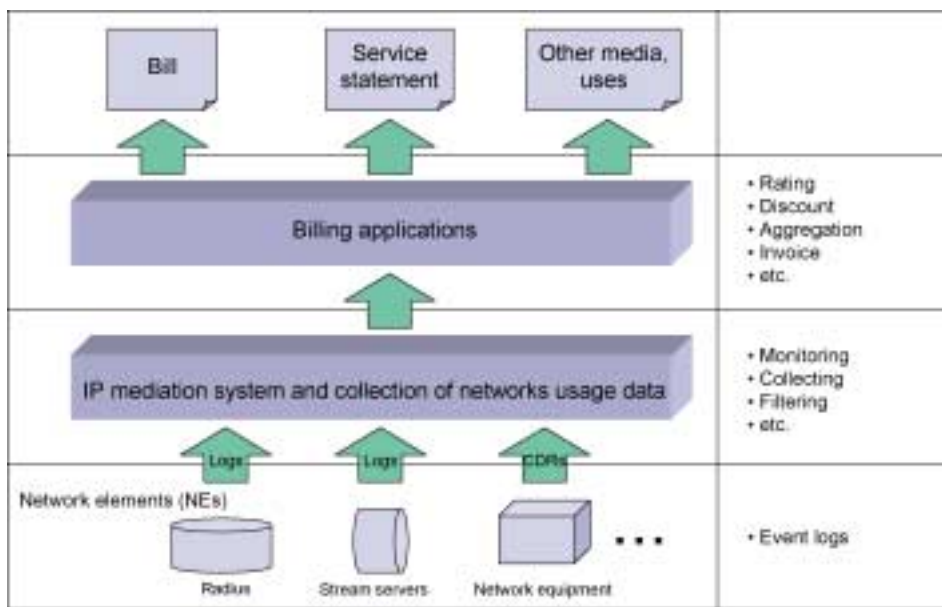 Bill
Service
statement
Other media,
uses
Billing applications
• Rating
• Discount
• Aggregation
• Invoice
• etc.
IP mediation system and collection of networks usage data
• Monitoring
• Collecting
• Filtering
• etc.
Logs
Logs
CDRs
Network elements (NEs)
Radius
Stream servers
Network equipment
...
• Event logs